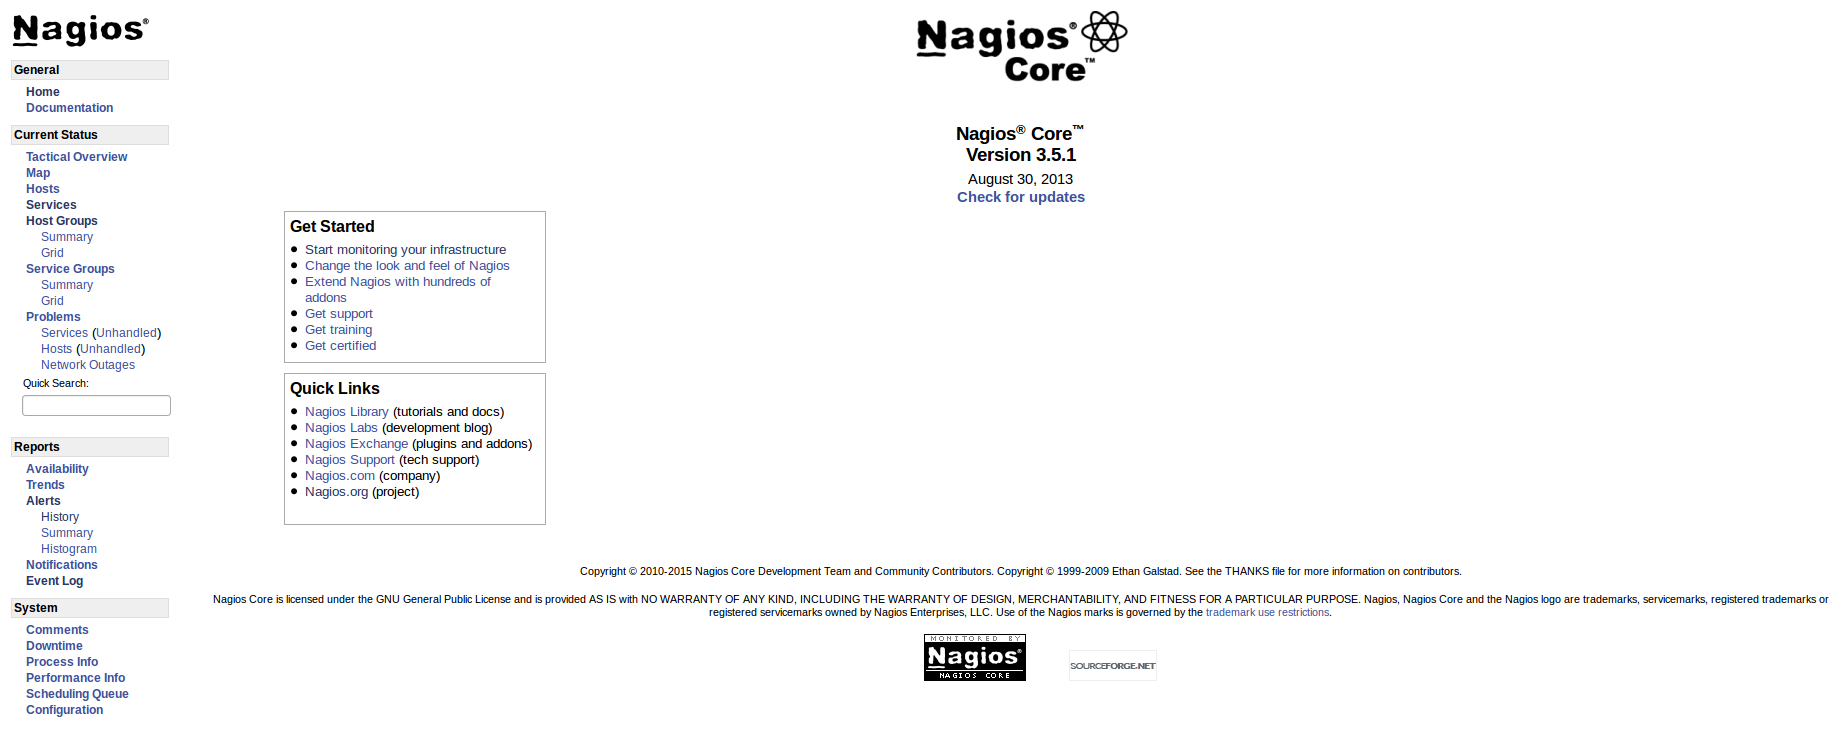 Nagios®
General
Home
Documentation
Current Status
Tactical Overview
Map
Hosts
Services
Host Groups
Summary
Grid
Service Groups
Summary
Grid
Problems
Services (Unhandled)
Hosts (Unhandled)
Network Outages
Quick Search:
Reports
Availability
Trends
Alerts
History
Summary
Histogram
Notifications
Event Log
System
Comments
Downtime
Process Info
Performance Info
Scheduling Queue
Configuration
Nagios®
Core™
Nagios® Core™
Version 3.5.1
August 30, 2013
Check for updates
Get Started
• Start monitoring your infrastructure
• Change the look and feel of Nagios
• Extend Nagios with hundreds of
addons
• Get support
• Get training
• Get certified
Quick Links
• Nagios Library (tutorials and docs)
• Nagios Labs (development blog)
• Nagios Exchange (plugins and addons)
• Nagios Support (tech support)
• Nagios.com (company)
• Nagios.org (project)
Copyright © 2010-2015 Nagios Core Development Team and Community Contributors. Copyright © 1999-2009 Ethan Galstad. See the THANKS file for more information on contributors.
Nagios Core is licensed under the GNU General Public License and is provided AS IS with NO WARRANTY OF ANY KIND, INCLUDING THE WARRANTY OF DESIGN, MERCHANTABILITY, AND FITNESS FOR A PARTICULAR PURPOSE. Nagios, Nagios Core and the Nagios logo are trademarks, servicemarks, registered trademarks or
registered servicemarks owned by Nagios Enterprises, LLC. Use of the Nagios marks is governed by the trademark use restrictions.
MONITORED BY
Nagios®
NAGIOS CORE
SOURCEFORGE.NET